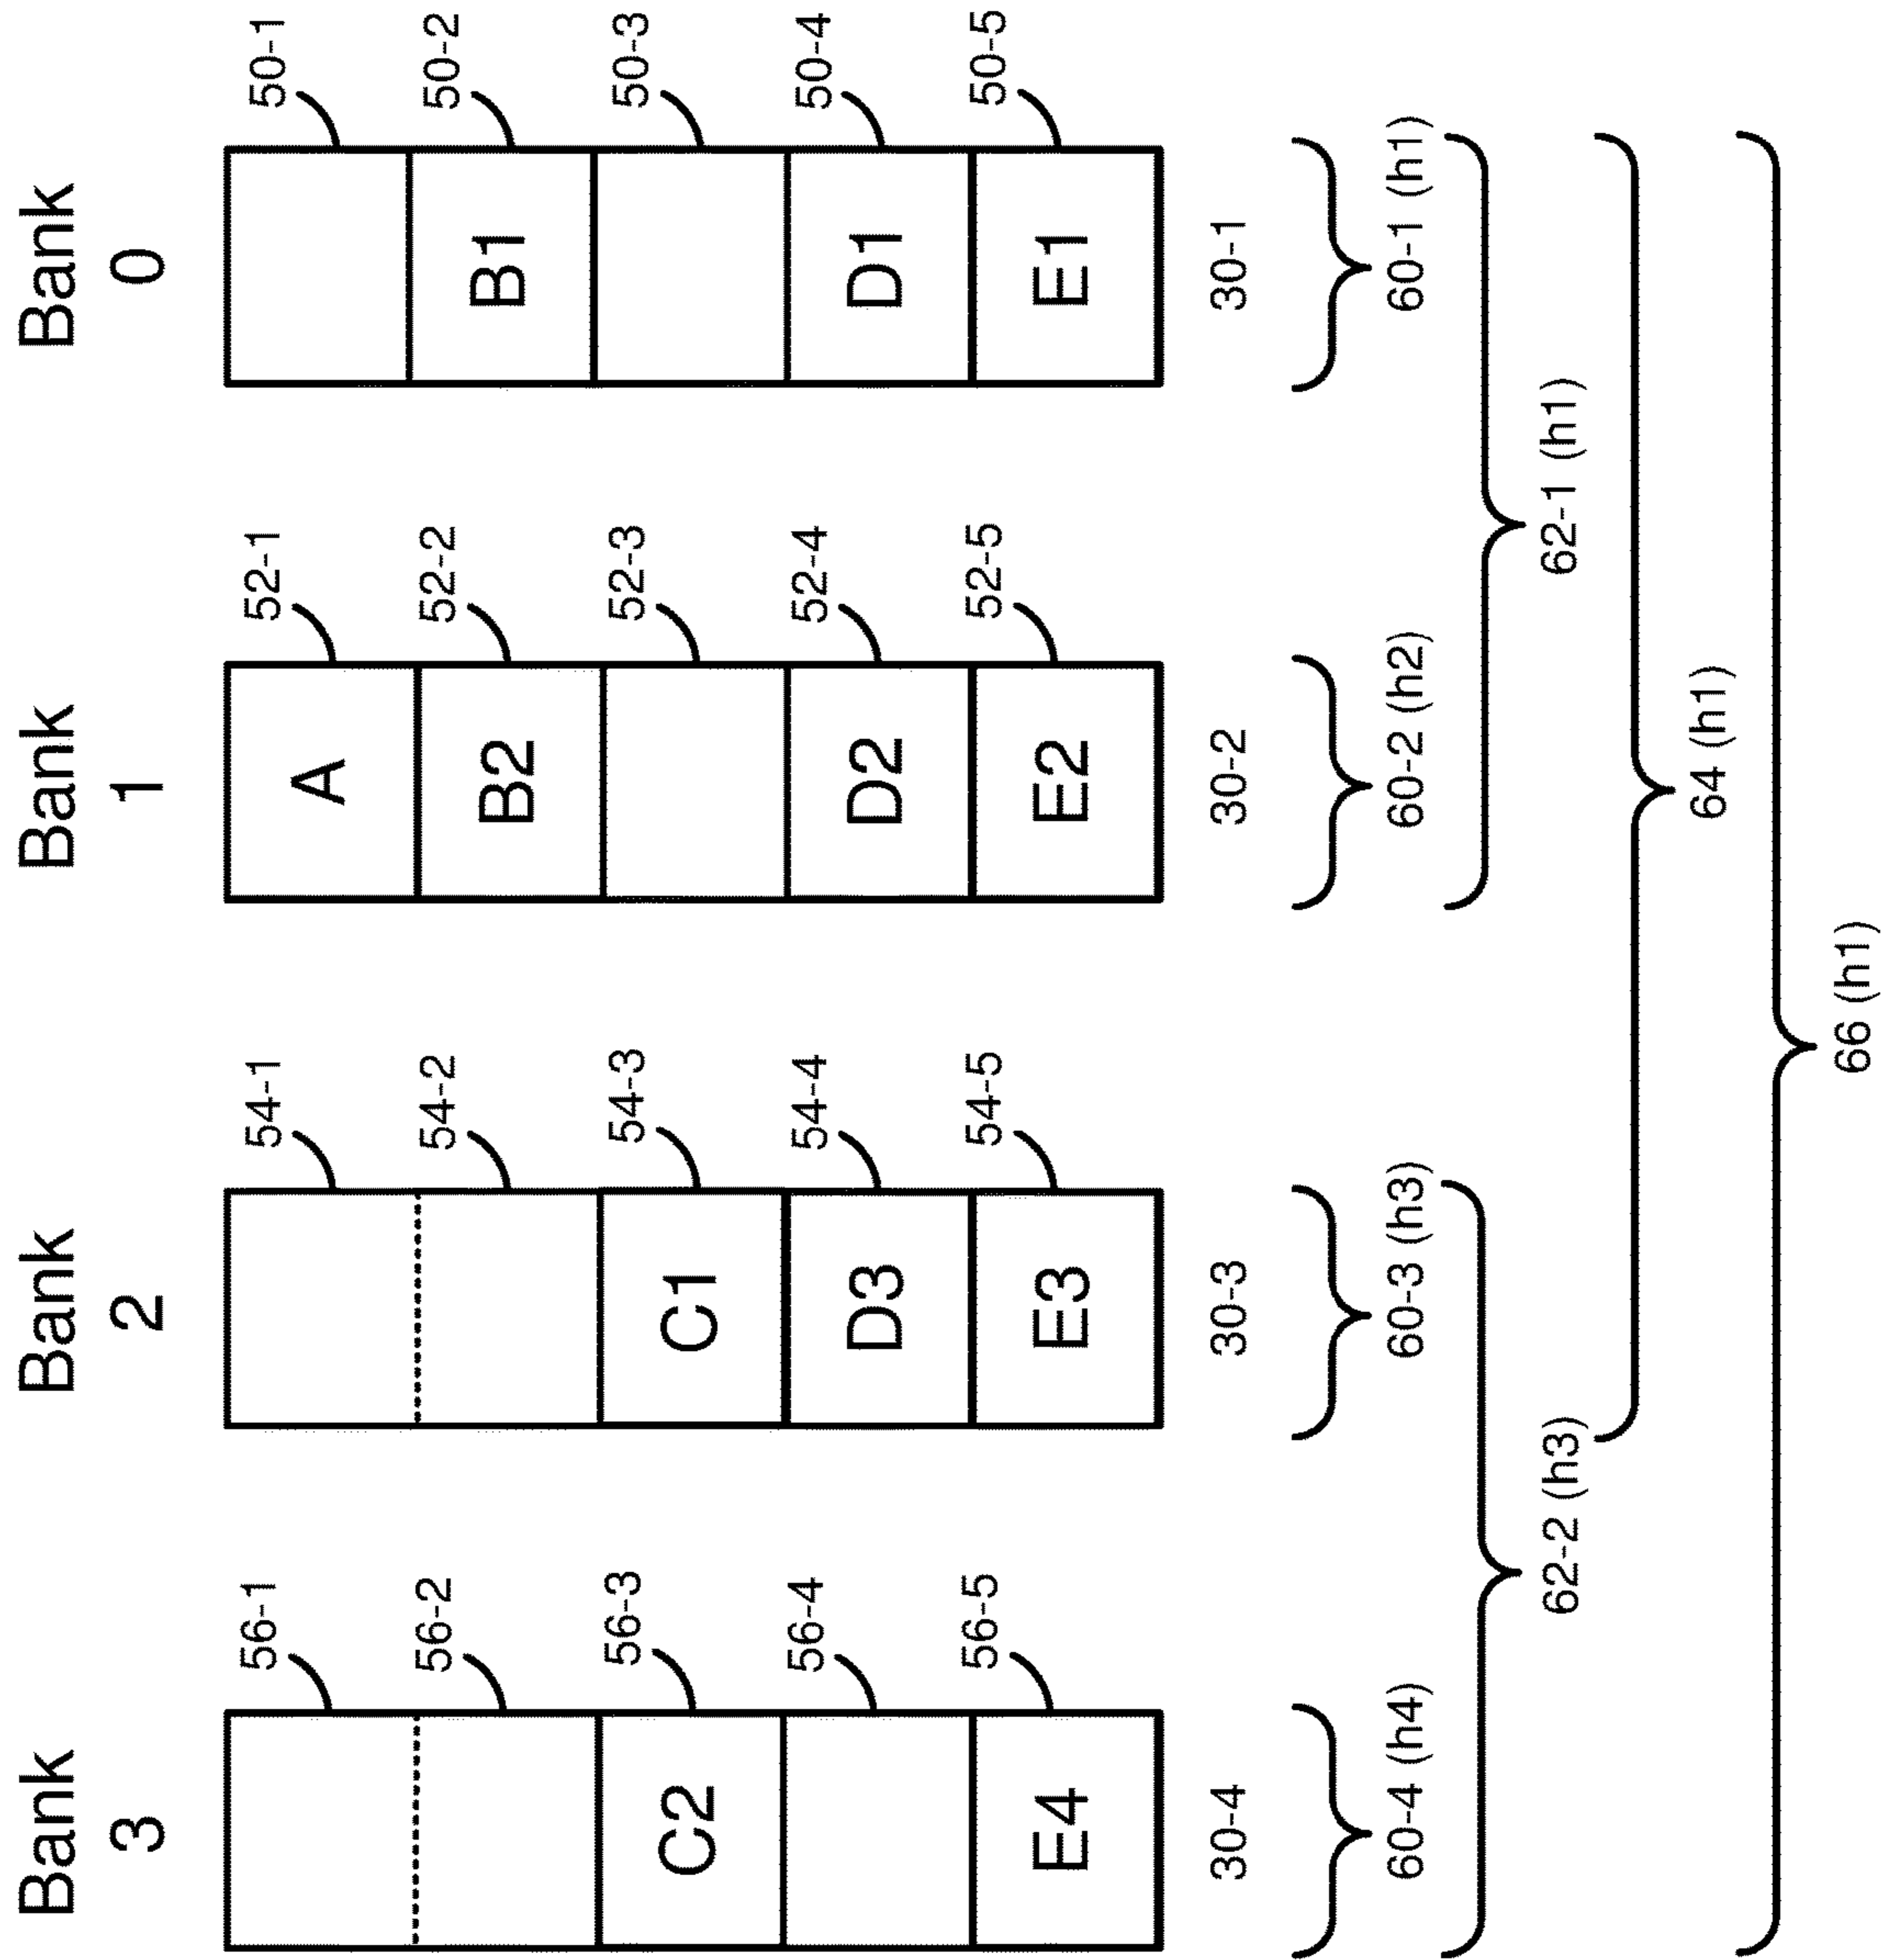 Bank 3
Bank 2
Bank 1
Bank 0
56-1
54-1
52-1
A
50-1
56-2
54-2
52-2
B2
50-2
B1
C2
56-3
C1
54-3
52-3
50-3
56-4
D3
54-4
D2
52-4
D1
50-4
E4
56-5
E3
54-5
E2
52-5
E1
50-5
30-4
30-3
30-2
30-1
60-4 (h4)
60-3 (h3)
60-2 (h2)
60-1 (h1)
62-2 (h3)
62-1 (h1)
64 (h1)
66 (h1)